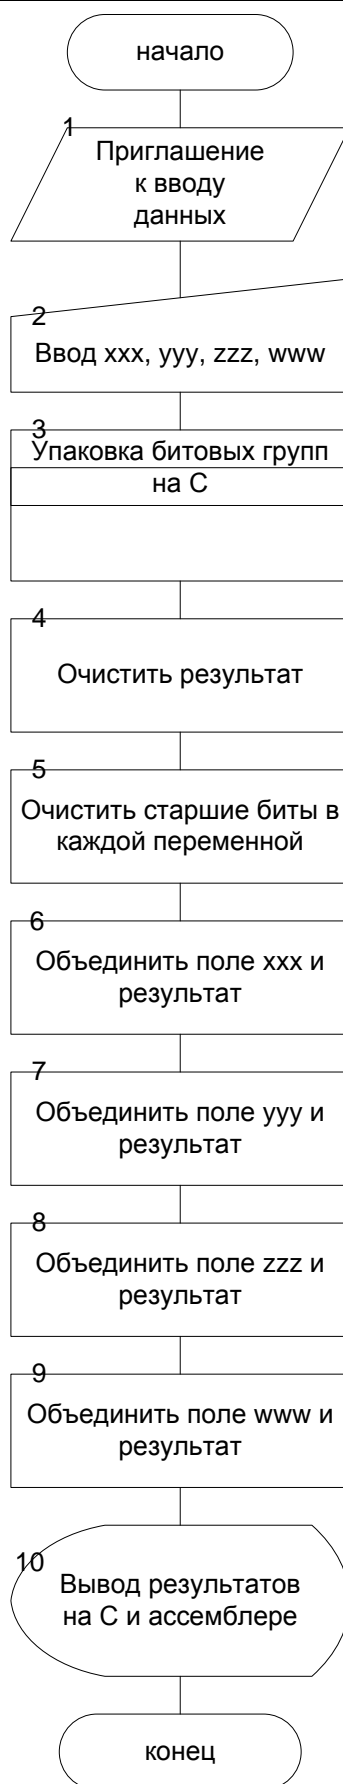 начало
1
Приглашение
к вводу
данных
2
Ввод xxx, yyy, zzz, www
3
Упаковка битовых групп
на С
4
Очистить результат
5
Очистить старшие биты в
каждой переменной
6
Объединить поле xxx и
результат
7
Объединить поле yyy и
результат
8
Объединить поле zzz и
результат
9
Объединить поле www и
результат
10
Вывод результатов
на С и ассемблере
конец